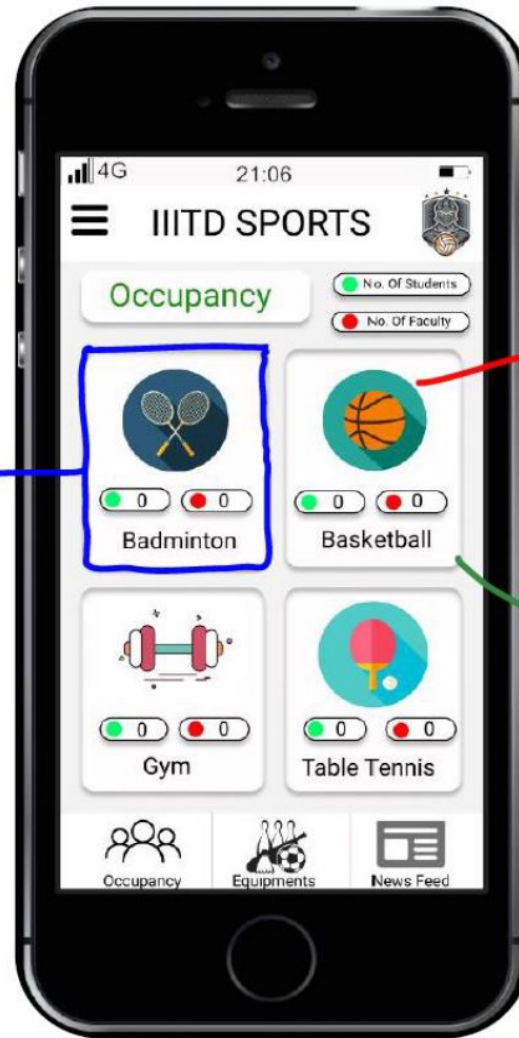 4G 21:06
IIITD SPORTS
Occupancy
No. Of Students
No. Of Faculty
0 0
Badminton
0 0
Basketball
0 0
Gym
0 0
Table Tennis
Occupancy
Equipments
News Feed